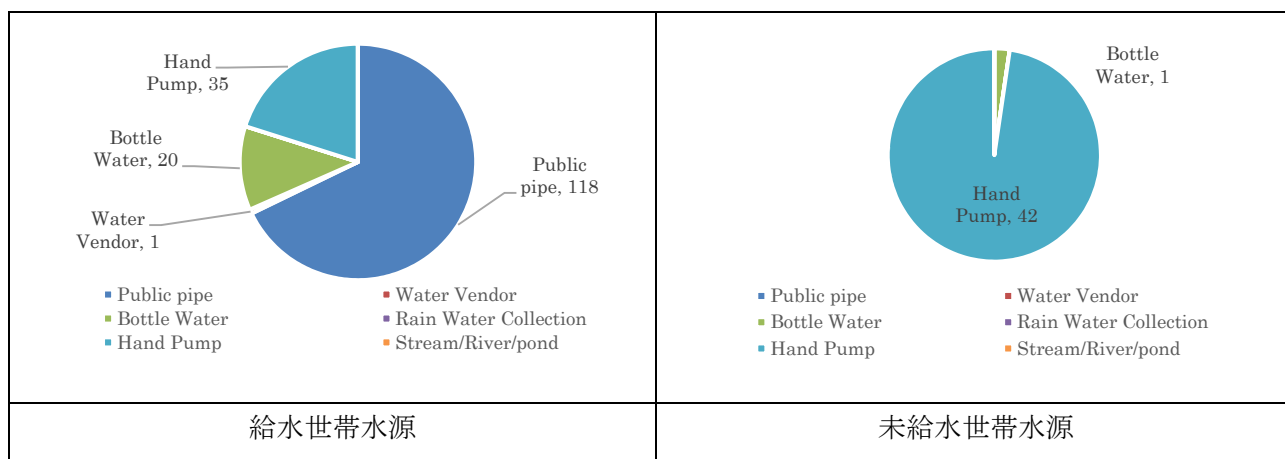 Hand
Pump, 35
Bottle
Water, 20
Water
Vendor, 1
Public
pipe, 118
Public pipe
Water Vendor
Bottle Water
Rain Water Collection
Hand Pump
Stream/River/pond
給水世帯水源
Bottle
Water, 1
Hand
Pump, 42
Public pipe
Water Vendor
Bottle Water
Rain Water Collection
Hand Pump
Stream/River/pond
未給水世帯水源